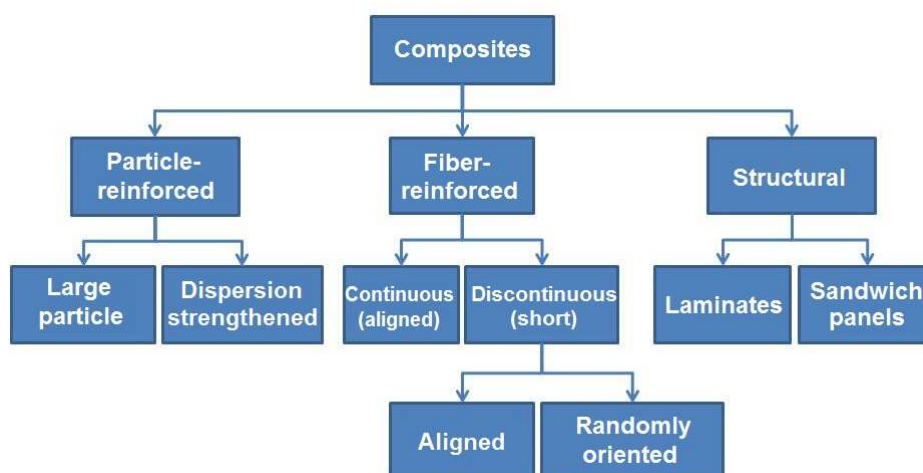 Composites
Particle-
reinforced
Fiber-
reinforced
Structural
Large
particle
Dispersion
strengthened
Continuous
(aligned)
Discontinuous
(short)
Laminates
Sandwich
panels
Aligned
Randomly
oriented